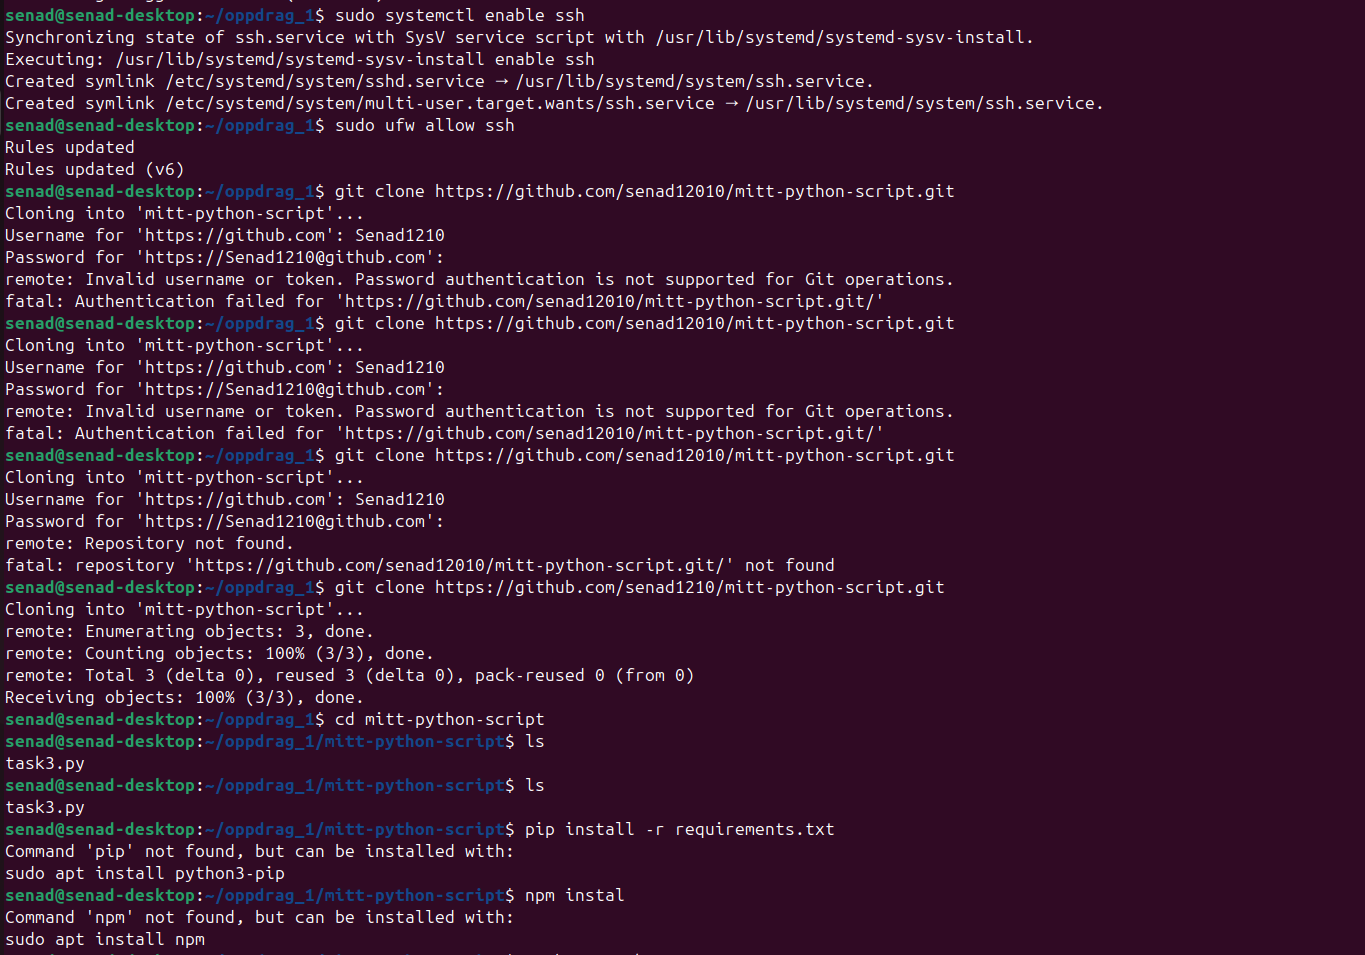 senad@senad-desktop:~/oppdrag_1$ sudo systemctl enable ssh
Synchronizing state of ssh.service with SysV service script with /usr/lib/systemd/systemd-sysv-install.
Executing: /usr/lib/systemd/systemd-sysv-install enable ssh
Created symlink /etc/systemd/system/sshd.service → /usr/lib/systemd/system/ssh.service.
Created symlink /etc/systemd/system/multi-user.target.wants/ssh.service → /usr/lib/systemd/system/ssh.service.
senad@senad-desktop:~/oppdrag_1$ sudo ufw allow ssh
Rules updated
Rules updated (v6)
senad@senad-desktop:~/oppdrag_1$ git clone https://github.com/senad12010/mitt-python-script.git
Cloning into 'mitt-python-script'...
Username for 'https://github.com': Senad1210
Password for 'https://Senad1210@github.com':
remote: Invalid username or token. Password authentication is not supported for Git operations.
fatal: Authentication failed for 'https://github.com/senad12010/mitt-python-script.git/'
senad@senad-desktop:~/oppdrag_1$ git clone https://github.com/senad12010/mitt-python-script.git
Cloning into 'mitt-python-script'...
Username for 'https://github.com': Senad1210
Password for 'https://Senad1210@github.com':
remote: Invalid username or token. Password authentication is not supported for Git operations.
fatal: Authentication failed for 'https://github.com/senad12010/mitt-python-script.git/'
senad@senad-desktop:~/oppdrag_1$ git clone https://github.com/senad12010/mitt-python-script.git
Cloning into 'mitt-python-script'...
Username for 'https://github.com': Senad1210
Password for 'https://Senad1210@github.com':
remote: Repository not found.
fatal: repository 'https://github.com/senad12010/mitt-python-script.git/' not found
senad@senad-desktop:~/oppdrag_1$ git clone https://github.com/senad1210/mitt-python-script.git
Cloning into 'mitt-python-script'...
remote: Enumerating objects: 3, done.
remote: Counting objects: 100% (3/3), done.
remote: Total 3 (delta 0), reused 3 (delta 0), pack-reused 0 (from 0)
Receiving objects: 100% (3/3), done.
senad@senad-desktop:~/oppdrag_1$ cd mitt-python-script
senad@senad-desktop:~/oppdrag_1/mitt-python-script$ ls
task3.py
senad@senad-desktop:~/oppdrag_1/mitt-python-script$ ls
task3.py
senad@senad-desktop:~/oppdrag_1/mitt-python-script$ pip install -r requirements.txt
Command 'pip' not found, but can be installed with:
sudo apt install python3-pip
senad@senad-desktop:~/oppdrag_1/mitt-python-script$ npm instal
Command 'npm' not found, but can be installed with:
sudo apt install npm